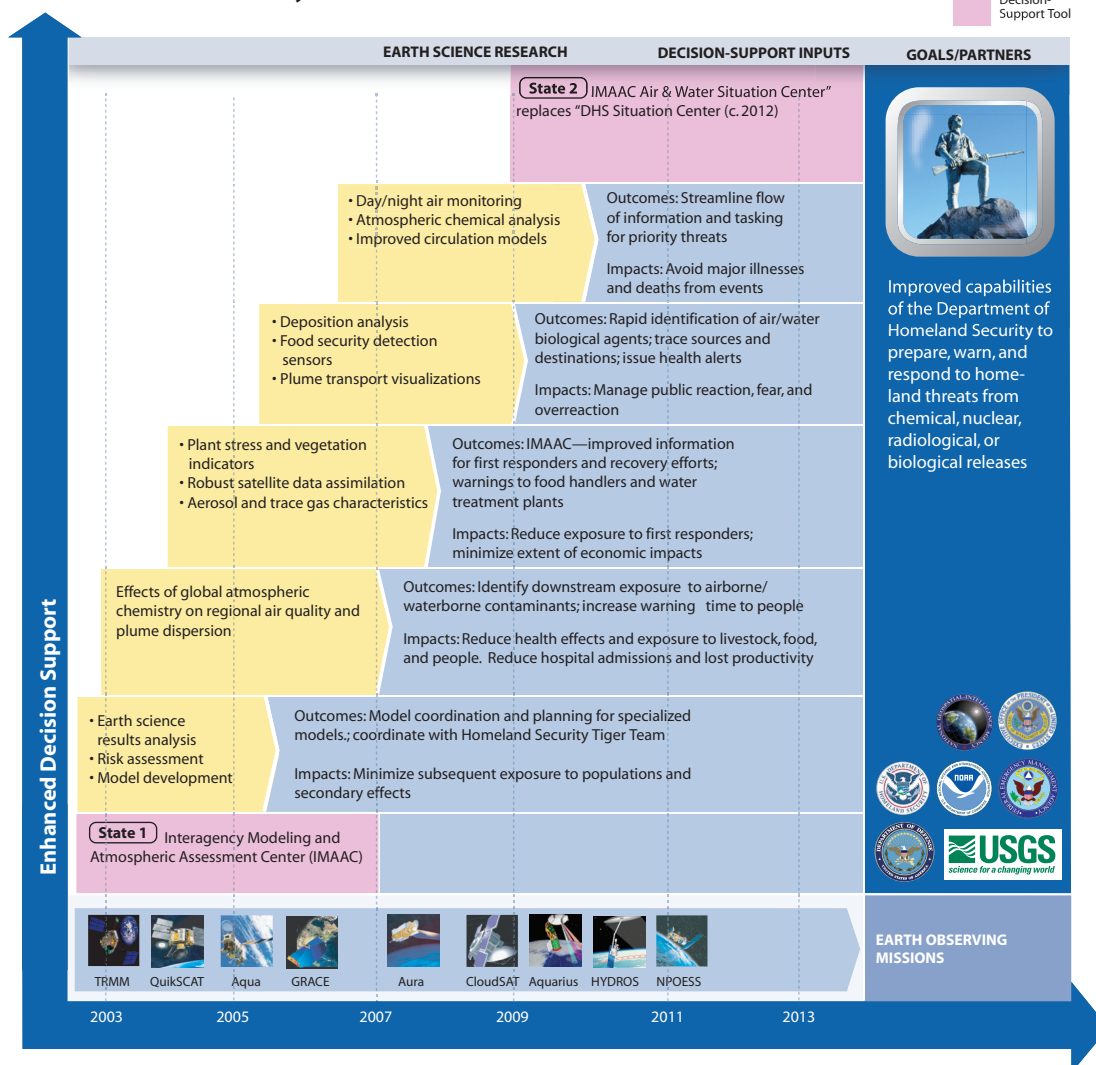 Decision-
Support Tool
EARTH SCIENCE RESEARCH
DECISION-SUPPORT INPUTS
GOALS/PARTNERS
State 2 IMAAC Air & Water Situation Center”
replaces “DHS Situation Center (c. 2012)
• Day/night air monitoring
• Atmospheric chemical analysis
• Improved circulation models
Outcomes: Streamline flow
of information and tasking
for priority threats
Impacts: Avoid major illnesses
and deaths from events
• Deposition analysis
• Food security detection
sensors
• Plume transport visualizations
Outcomes: Rapid identification of air/water
biological agents; trace sources and
destinations; issue health alerts
Impacts: Manage public reaction, fear, and
overreaction
• Plant stress and vegetation
indicators
• Robust satellite data assimilation
• Aerosol and trace gas characteristics
Outcomes: IMAAC—improved information
for first responders and recovery efforts;
warnings to food handlers and water
treatment plants
Impacts: Reduce exposure to first responders;
minimize extent of economic impacts
Effects of global atmospheric
chemistry on regional air quality and
plume dispersion
Outcomes: Identify downstream exposure to airborne/
waterborne contaminants; increase warning time to people
Impacts: Reduce health effects and exposure to livestock, food,
and people. Reduce hospital admissions and lost productivity
• Earth science
results analysis
• Risk assessment
• Model development
Outcomes: Model coordination and planning for specialized
models.; coordinate with Homeland Security Tiger Team
Impacts: Minimize subsequent exposure to populations and
secondary effects
State 1 Interagency Modeling and
Atmospheric Assessment Center (IMAAC)
Improved capabilities
of the Department of
Homeland Security to
prepare, warn, and
respond to home-
land threats from
chemical, nuclear,
radiological, or
biological releases
NOAA
USGS
science for a changing world
Enhanced Decision Support
TRMM
QuikSCAT
Aqua
GRACE
Aura
CloudSAT
Aquarius
HYDROS
NPOESS
EARTH OBSERVING
MISSIONS
2003
2005
2007
2009
2011
2013